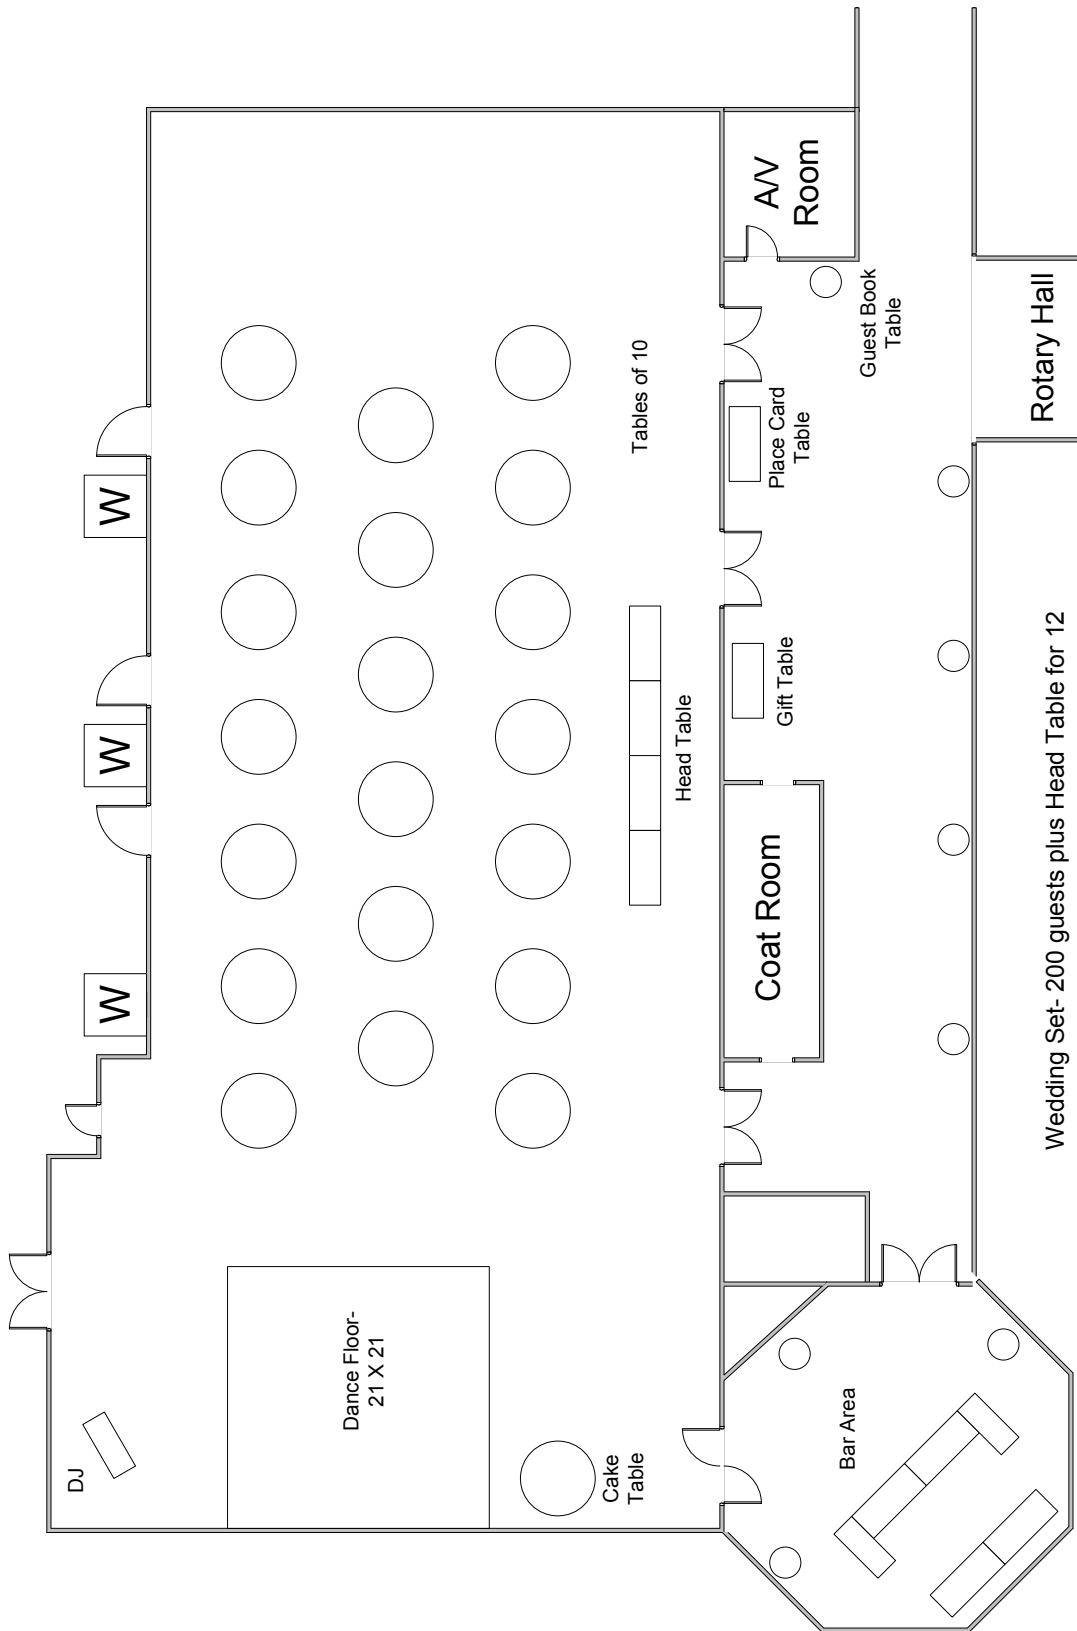 W
W
W
DJ
Dance Floor-
21 X 21
Cake
Table
Tables of 10
Head Table
A/V
Room
Guest Book
Table
Place Card
Table
Gift Table
Coat Room
Rotary Hall
Bar Area
Wedding Set- 200 guests plus Head Table for 12